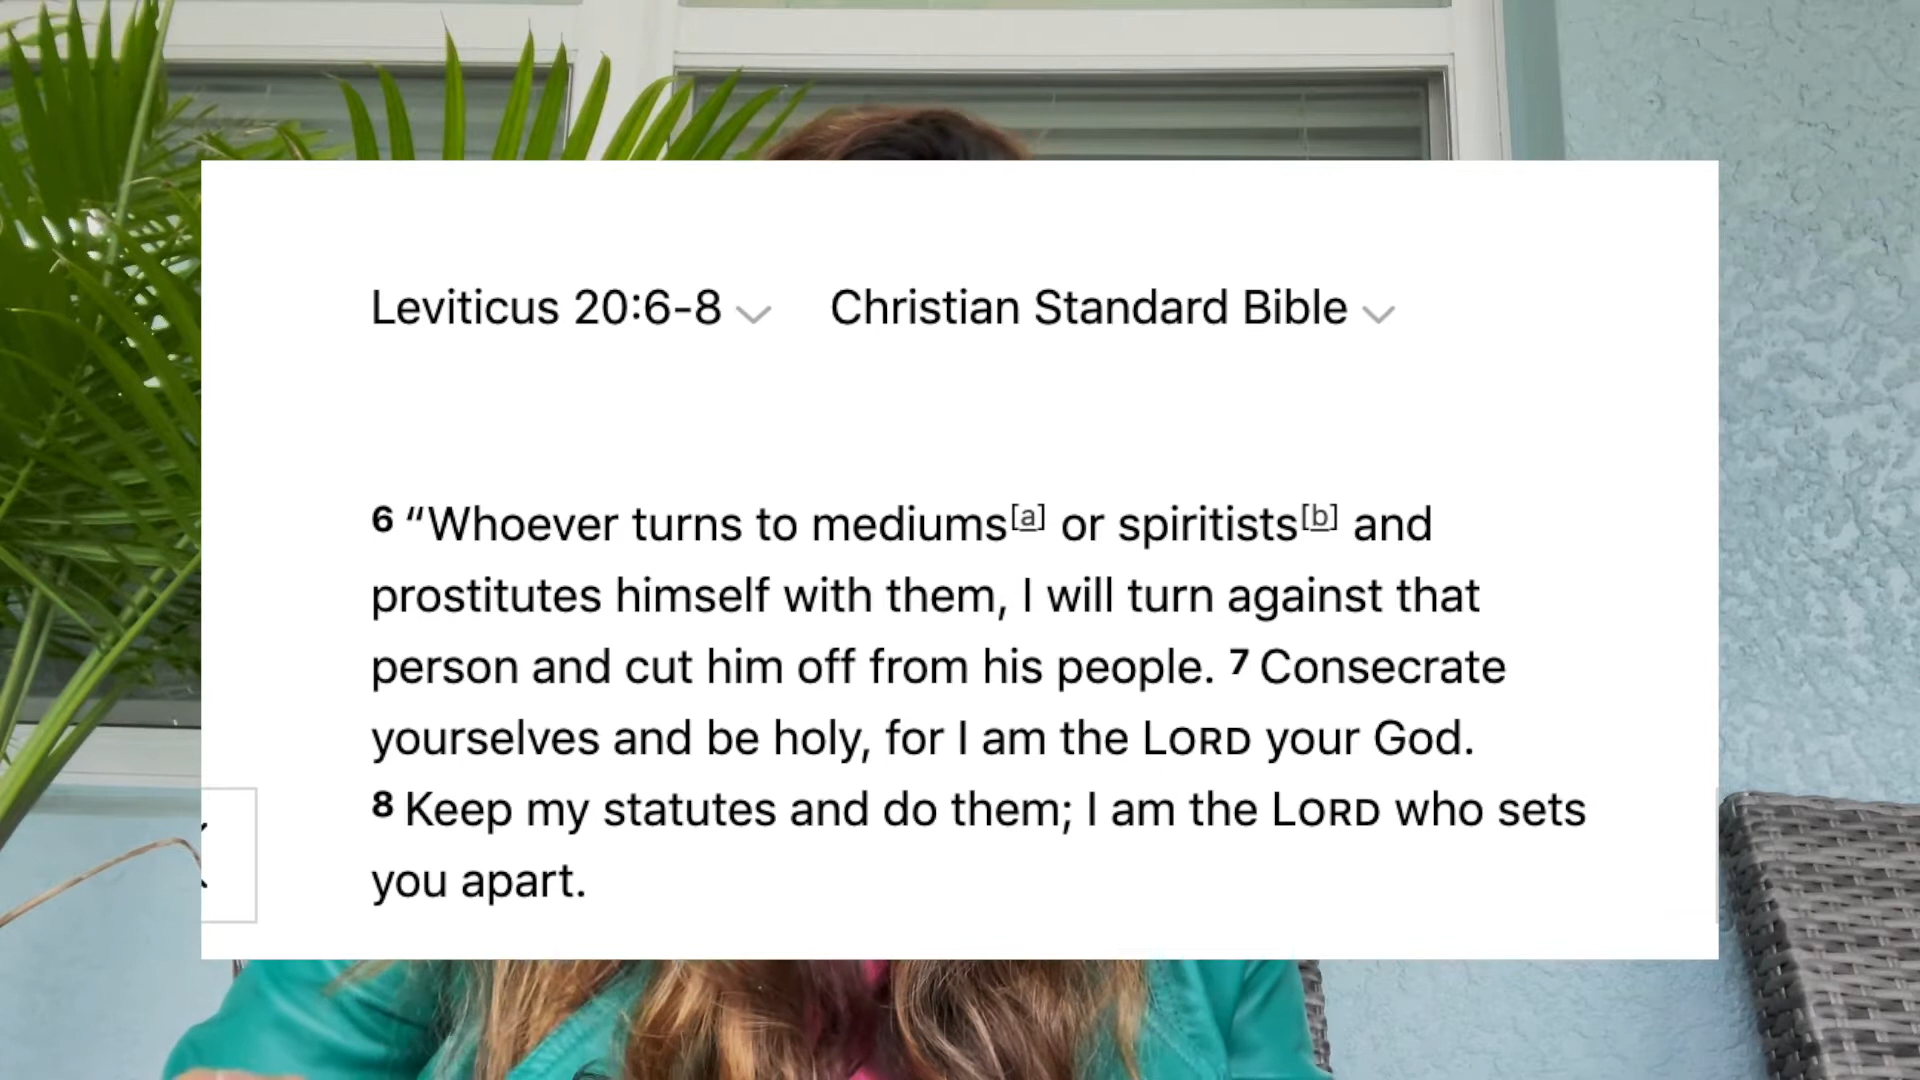 Leviticus 20:6-8 Christian Standard Bible
6 “Whoever turns to mediums[a] or spiritists[b] and
prostitutes himself with them, I will turn against that
person and cut him off from his people. 7 Consecrate
yourselves and be holy, for I am the LORD your God.
8 Keep my statutes and do them; I am the LORD who sets
you apart.